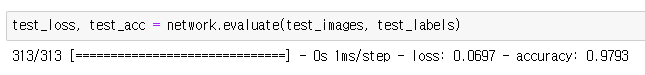 test_loss, test_acc = network.evaluate(test_images, test_labels)
313/313 [==============================] - 0s 1ms/step - loss: 0.0697 - accuracy: 0.9793